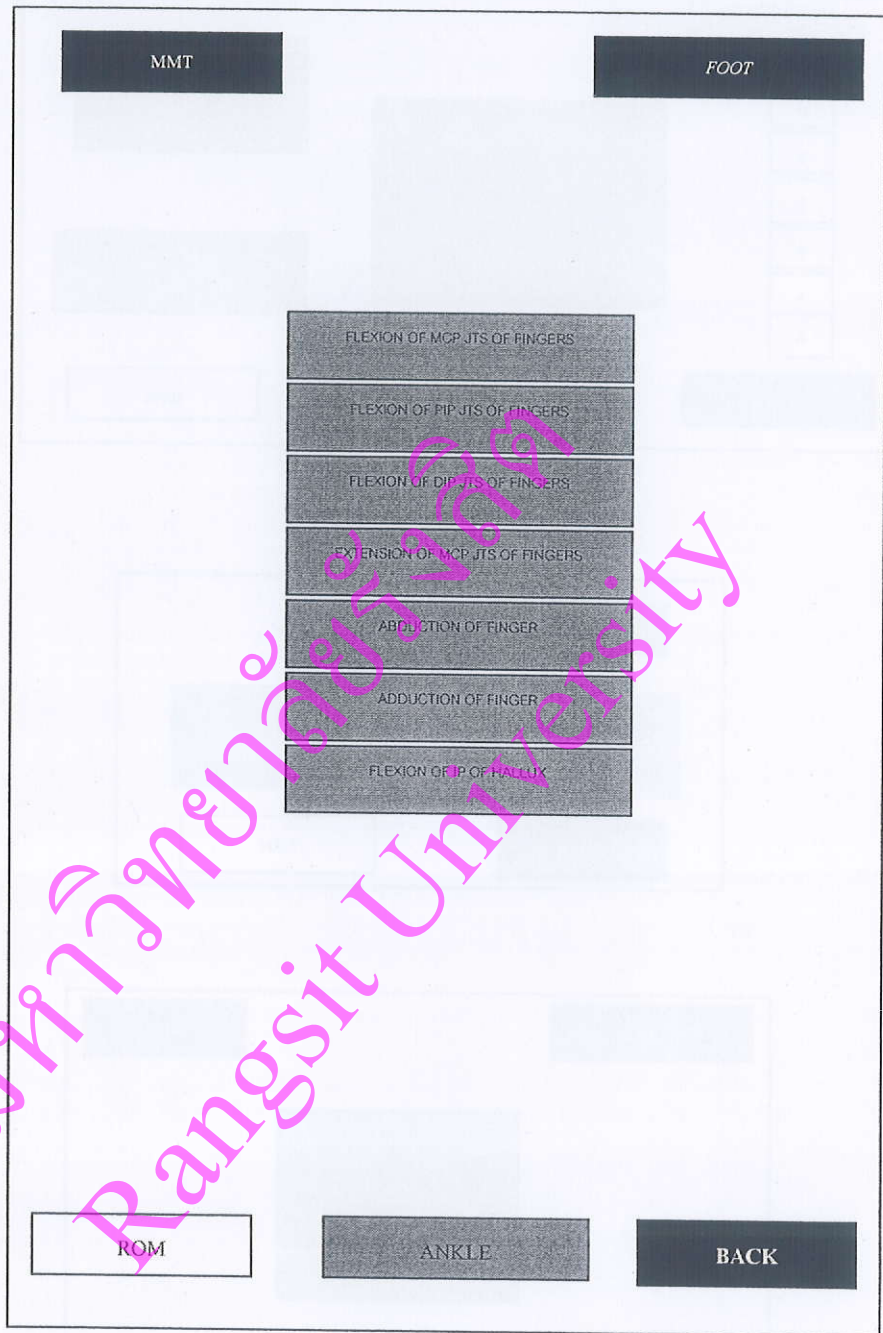 MMT
FOOT
FLEXION OF MCP JTS OF FINGERS
FLEXION OF PIP JTS OF FINGERS
FLEXION OF DIP JTS OF FINGERS
EXTENSION OF MCP JTS OF FINGERS
ABDUCTION OF FINGER
ADDUCTION OF FINGER
FLEXION OF IP OF HALLUX
มหาวิทยาลัยรังสิต
Rangsit University
ROM
ANKLE
BACK